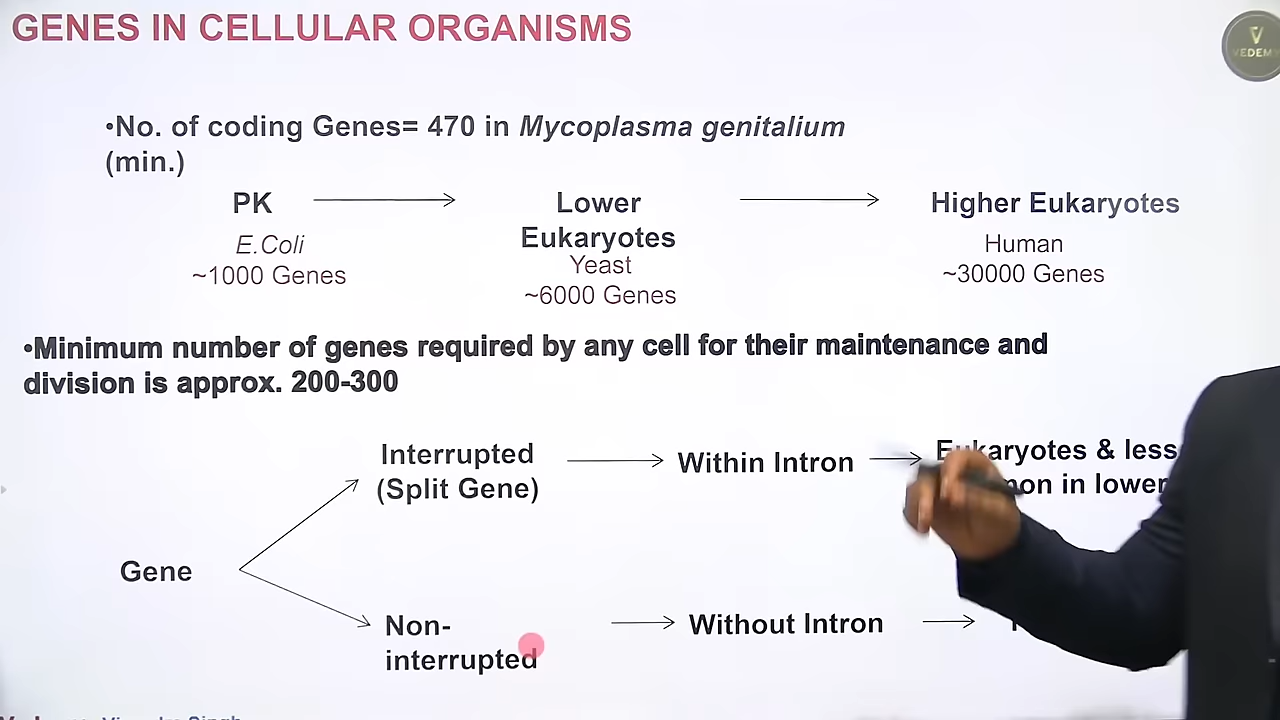 GENES IN CELLULAR ORGANISMS
VEDEM
•No. of coding Genes= 470 in Mycoplasma genitalium
(min.)
PK
Lower
Eukaryotes
Higher Eukaryotes
E.Coli
~1000 Genes
Yeast
~6000 Genes
Human
~30000 Genes
•Minimum number of genes required by any cell for their maintenance and
division is approx. 200-300
Interrupted
(Split Gene)
Within Intron
Eukaryotes & less
in lower
Gene
Non-
interrupted
Without Intron